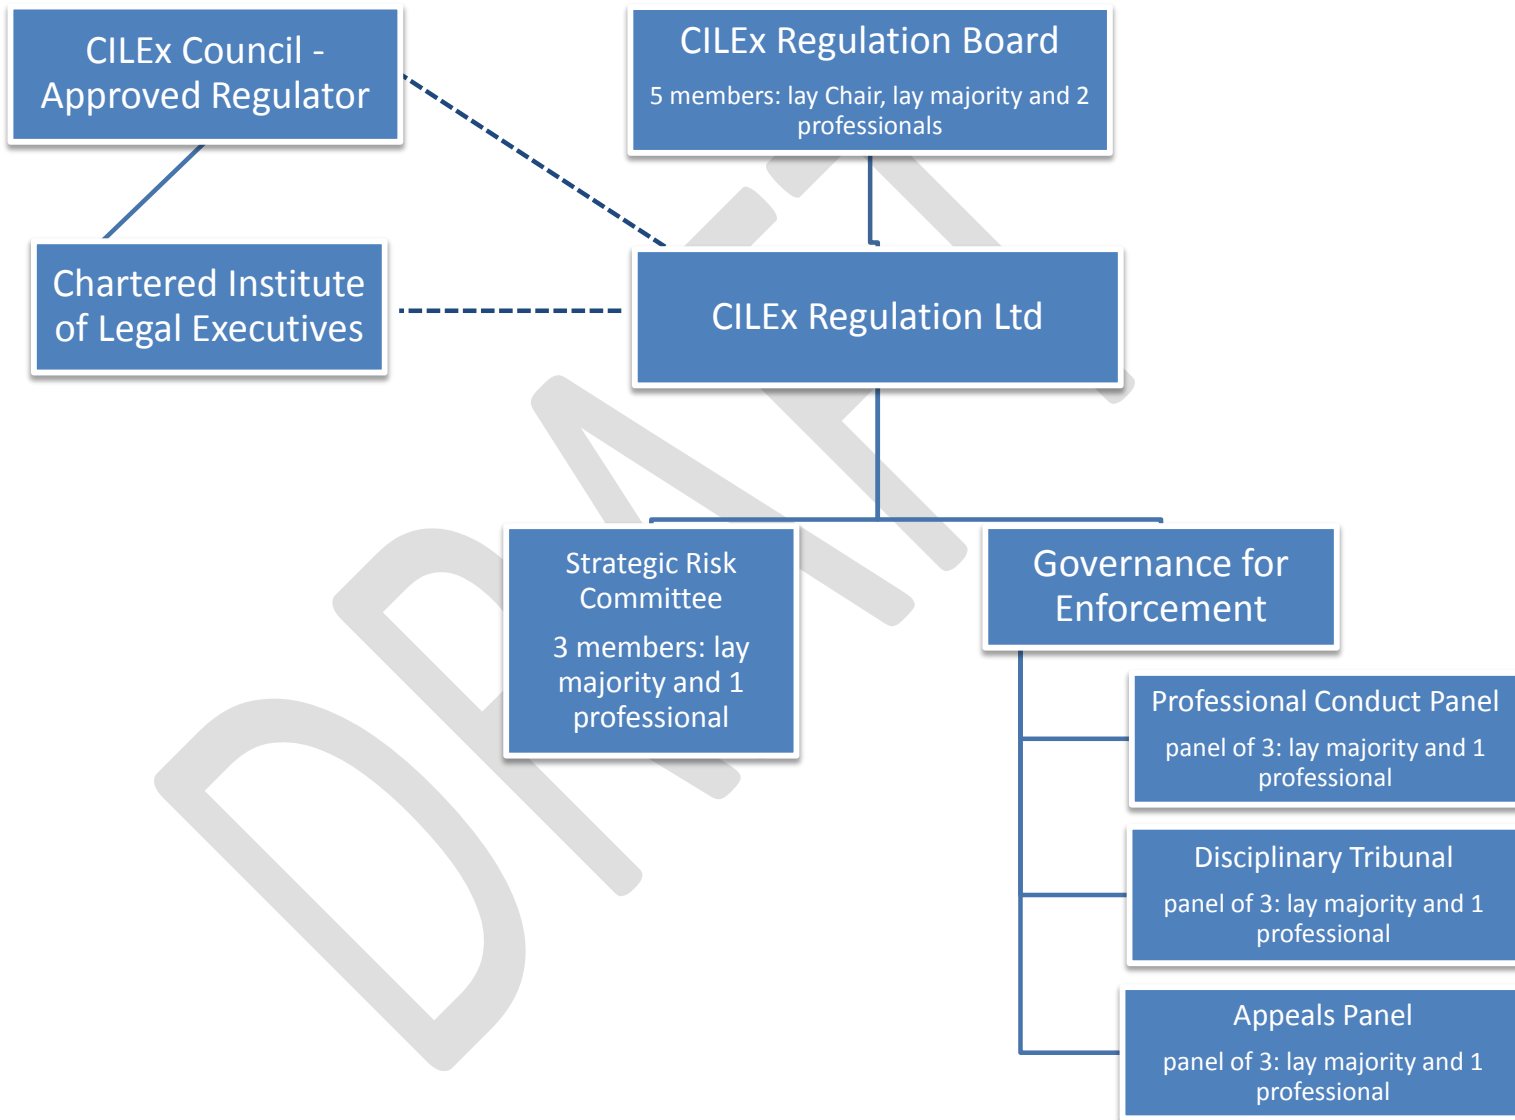 CILEx Council -
Approved Regulator
CILEx Regulation Board
5 members: lay Chair, lay majority and 2
professionals
Chartered Institute
of Legal Executives
CILEx Regulation Ltd
Strategic Risk
Committee
3 members: lay
majority and 1
professional
Governance for
Enforcement
Professional Conduct Panel
panel of 3: lay majority and 1
professional
Disciplinary Tribunal
panel of 3: lay majority and 1
professional
Appeals Panel
panel of 3: lay majority and 1
professional
DRAFT